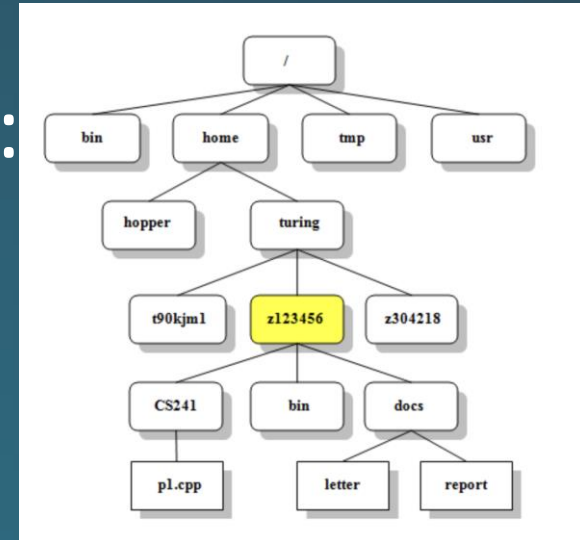 /
bin home tmp usr
hopper turing
t90kjm1 z123456 z304218
CS241 bin docs
p1.cpp letter report